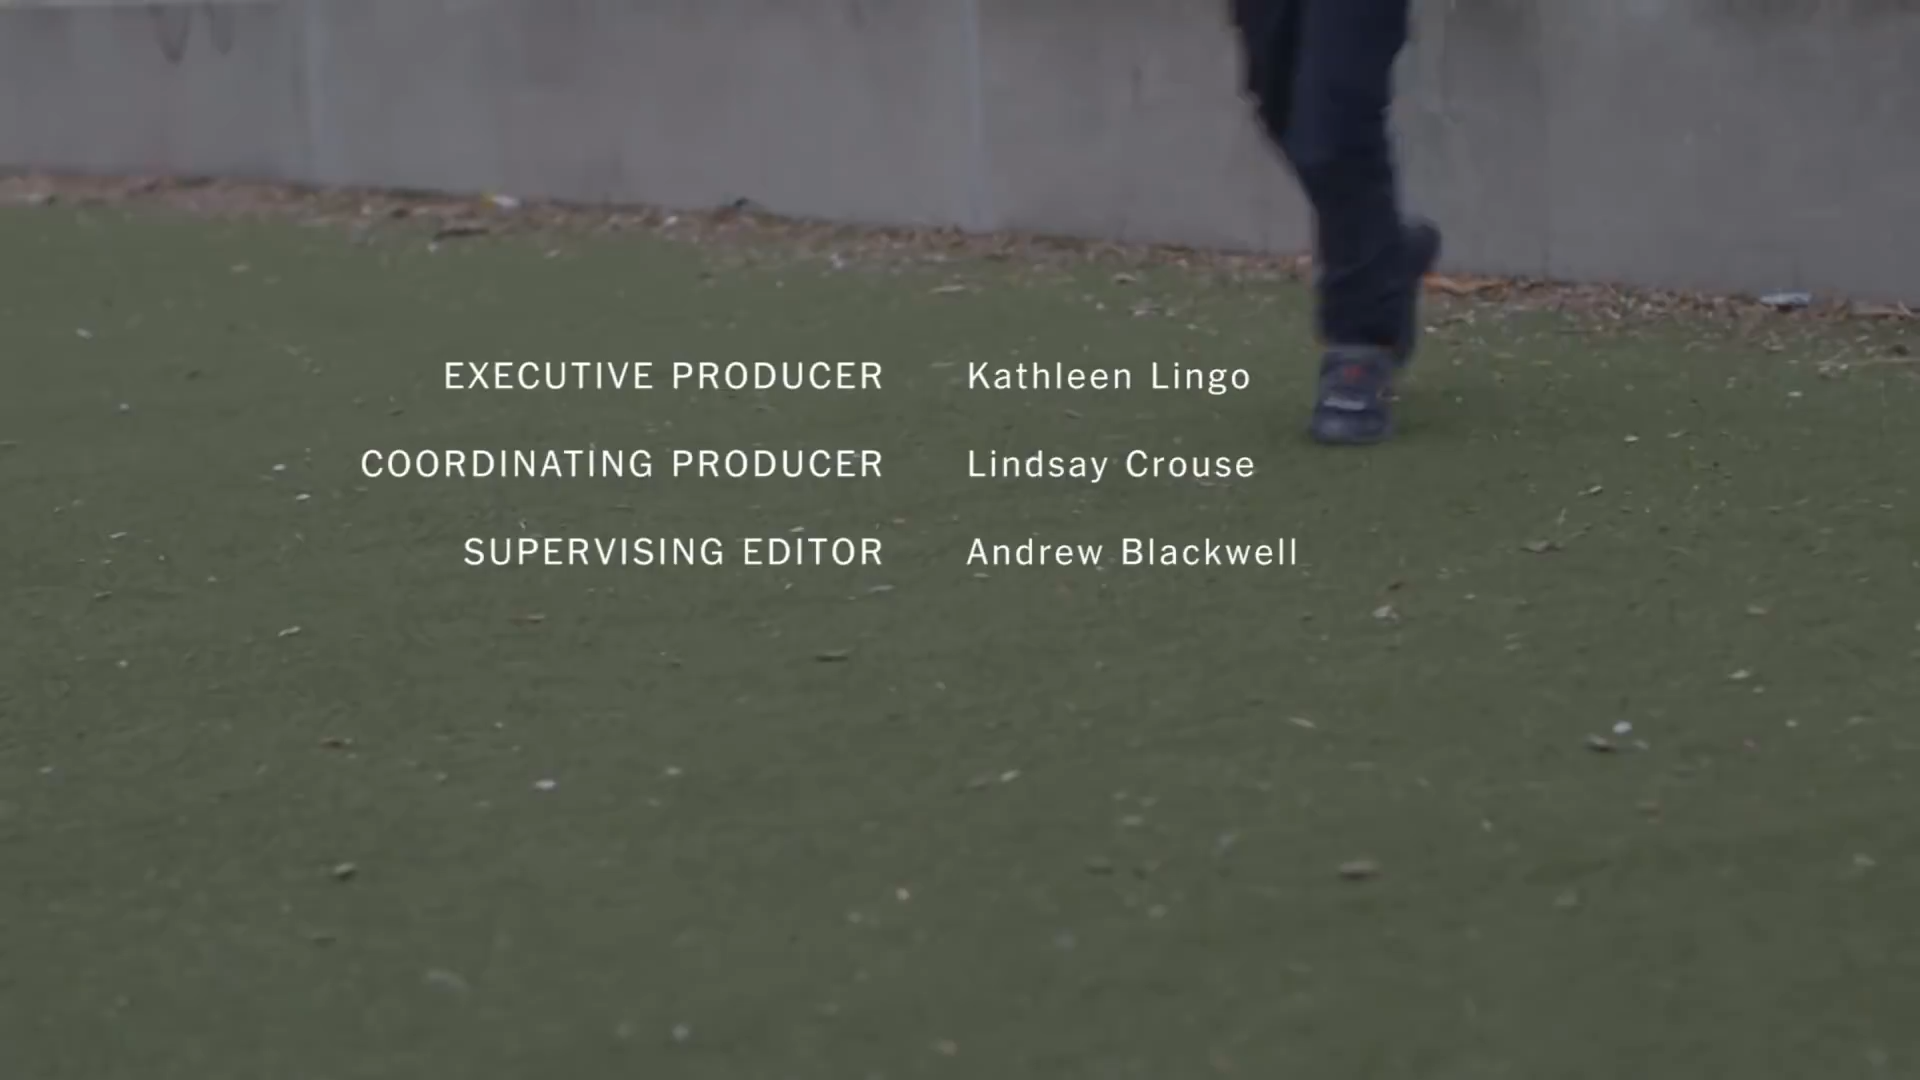 EXECUTIVE PRODUCER Kathleen Lingo
COORDINATING PRODUCER Lindsay Crouse
SUPERVISING EDITOR Andrew Blackwell